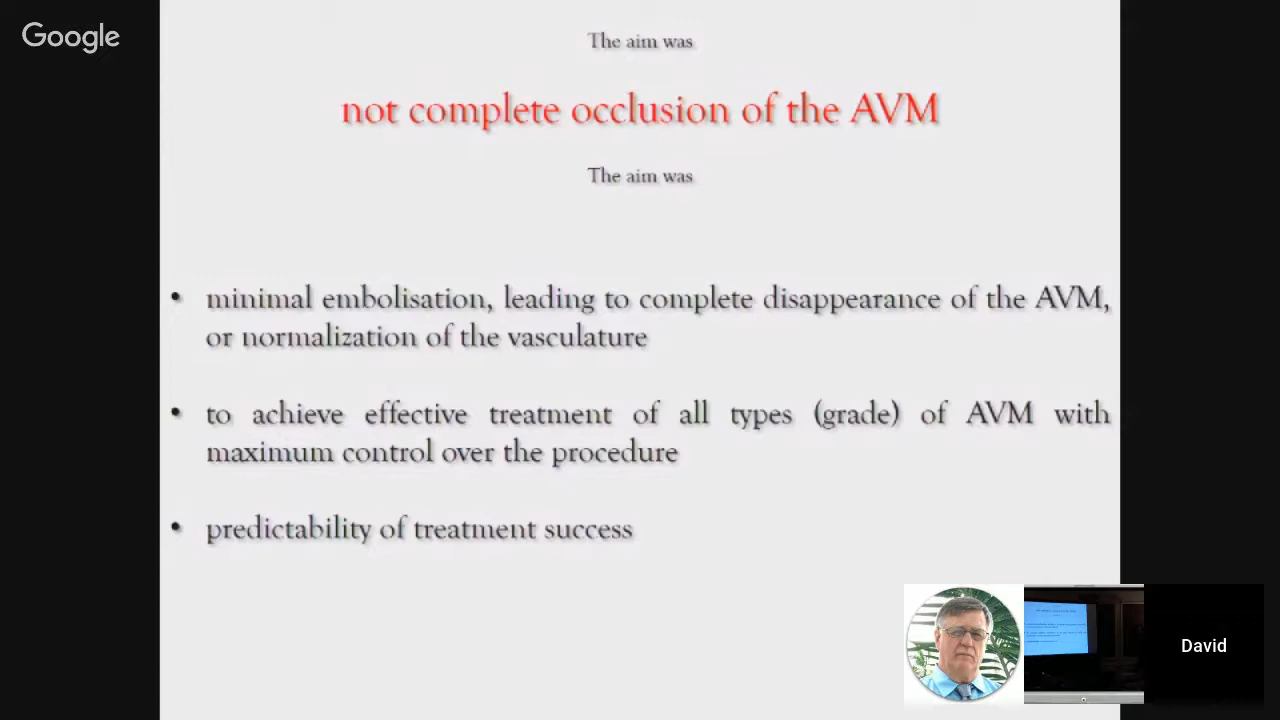 Google
The aim was
not complete occlusion of the AVM
The aim was
• minimal embolisation, leading to complete disappearance of the AVM,
or normalization of the vasculature
• to achieve effective treatment of all types (grade) of AVM with
maximum control over the procedure
• predictability of treatment success
David